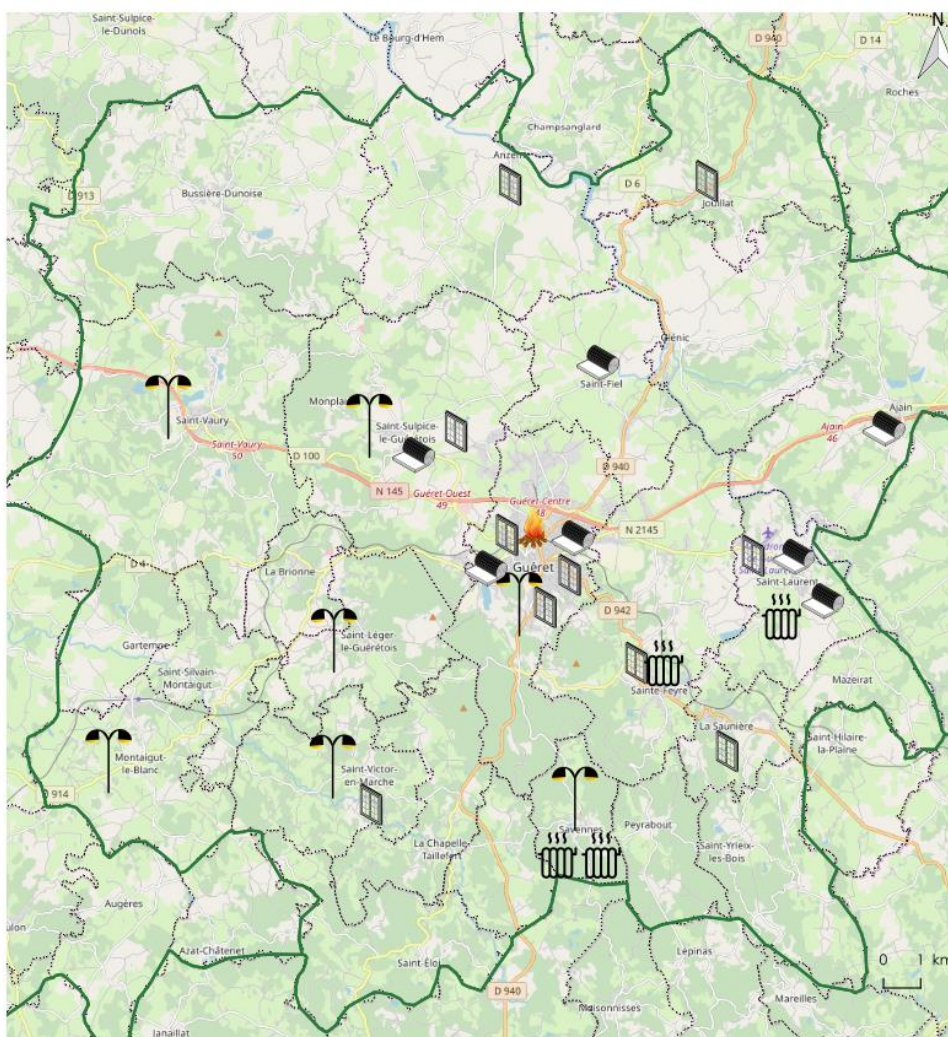 Saint-Sulpice-
le-Dunois
Le Bourg-d'Hem
D 940
D 14
N
Roches
Champsanglard
D 913
Bussière-Dunoise
D 6
Jouillat
Glénic
Saint-Fiel
Saint-Vaury
Saint-Sulpice-
le-Guérétois
Ajain
Ajain
46
Saint-Vaury
50
D 100
N 145
Guéret-Ouest
49
D 940
Guéret-Centre
48
N 2145
Guéret
D 4
La Brionne
Saint-Laurent
D 942
Saint-Léger-
le-Guérétois
Gartempe
Saint-Silvain-
Montaigut
Sainte-Feyre
Mazeirat
La Saunière
Saint-Hilaire-
la-Plaine
Montaigut-
le-Blanc
Saint-Victor-
en-Marche
D 914
Savennes
Peyrabout
La Chapelle-
Taillefert
Saint-Yrieix-
les-Bois
Augères
Azat-Châtenet
Saint-Éloi
Lépinas
0 1 km
D 940
Maisonnisses
Mareilles
Janaillat